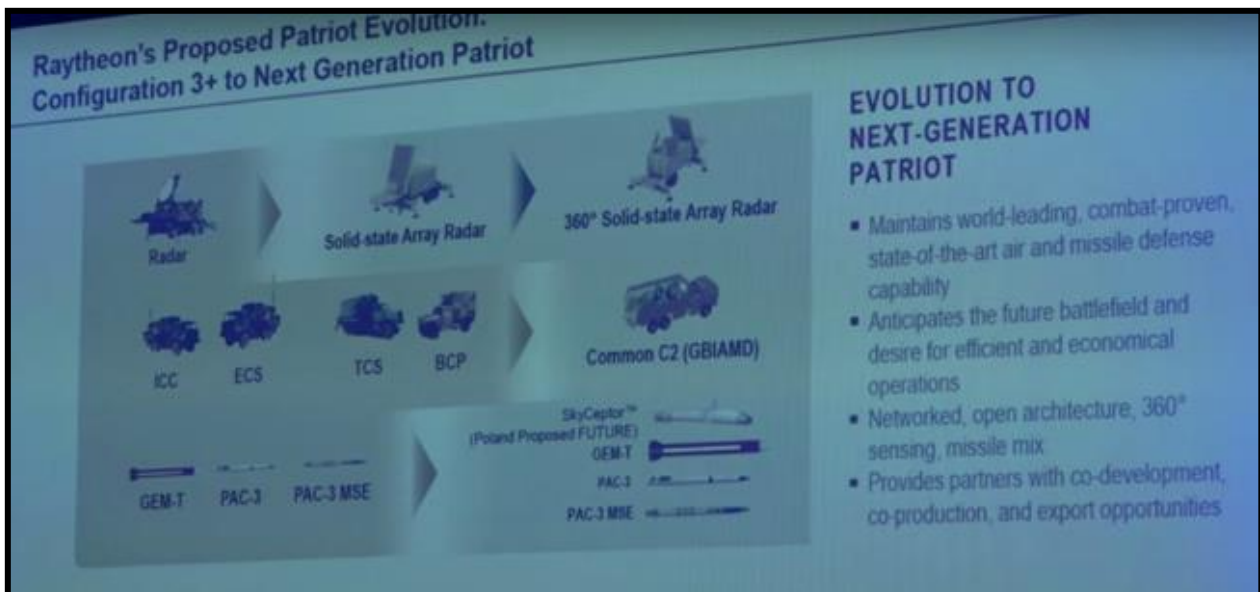 Raytheon's Proposed Patriot Evolution:
Configuration 3+ to Next Generation Patriot
Radar
Solid-state Array Radar
360° Solid-state Array Radar
ICC
ECS
TCS
BCP
Common C2 (GBIAMD)
GEM-T
PAC-3
PAC-3 MSE
SkyCeptor™
(Poland Proposed FUTURE)
GEM-T
PAC-3
PAC-3 MSE
EVOLUTION TO
NEXT-GENERATION
PATRIOT
▪ Maintains world-leading, combat-proven,
state-of-the-art air and missile defense
capability
▪ Anticipates the future battlefield and
desire for efficient and economical
operations
▪ Networked, open architecture, 360°
sensing, missile mix
▪ Provides partners with co-development,
co-production, and export opportunities